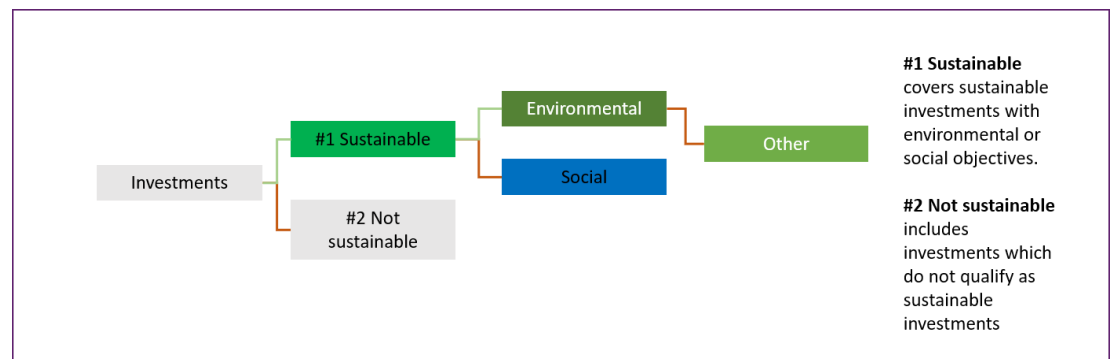 Investments
#1 Sustainable
#2 Not
sustainable
Environmental
Social
Other
#1 Sustainable
covers sustainable
investments with
environmental or
social objectives.
#2 Not sustainable
includes
investments which
do not qualify as
sustainable
investments